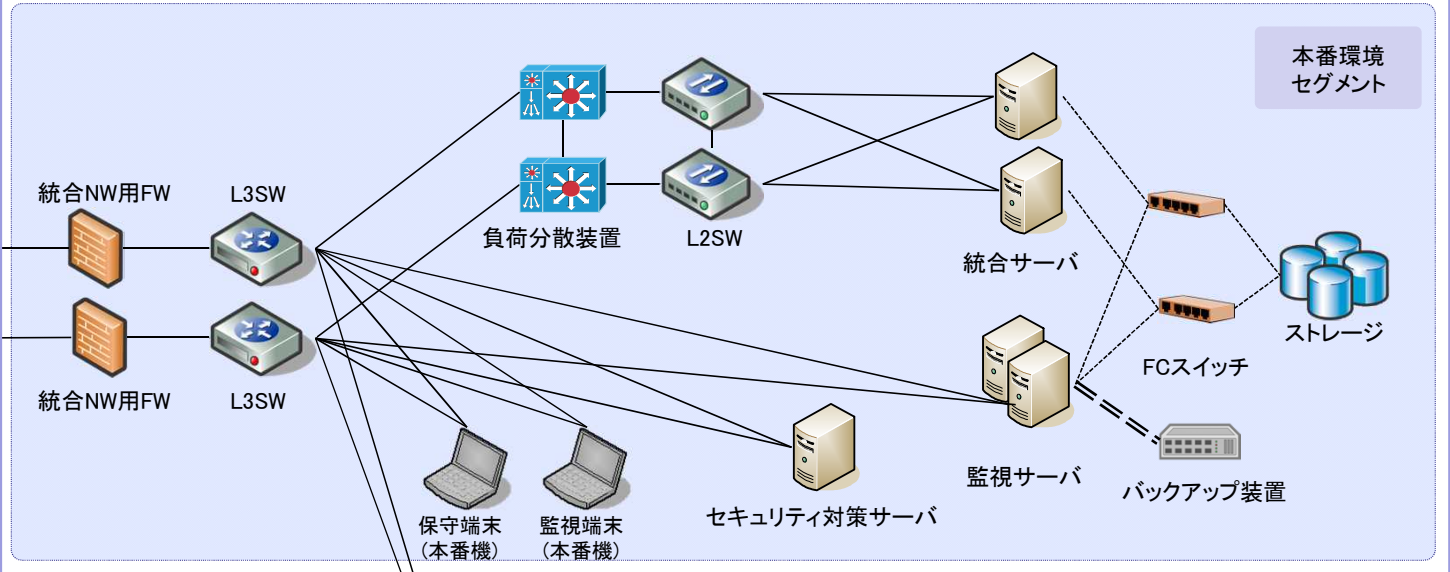 本番環境
セグメント
統合NW用FW
L3SW
負荷分散装置
L2SW
統合サーバ
ストレージ
FCスイッチ
統合NW用FW
L3SW
監視サーバ
バックアップ装置
セキュリティ対策サーバ
保守端末
(本番機)
監視端末
(本番機)